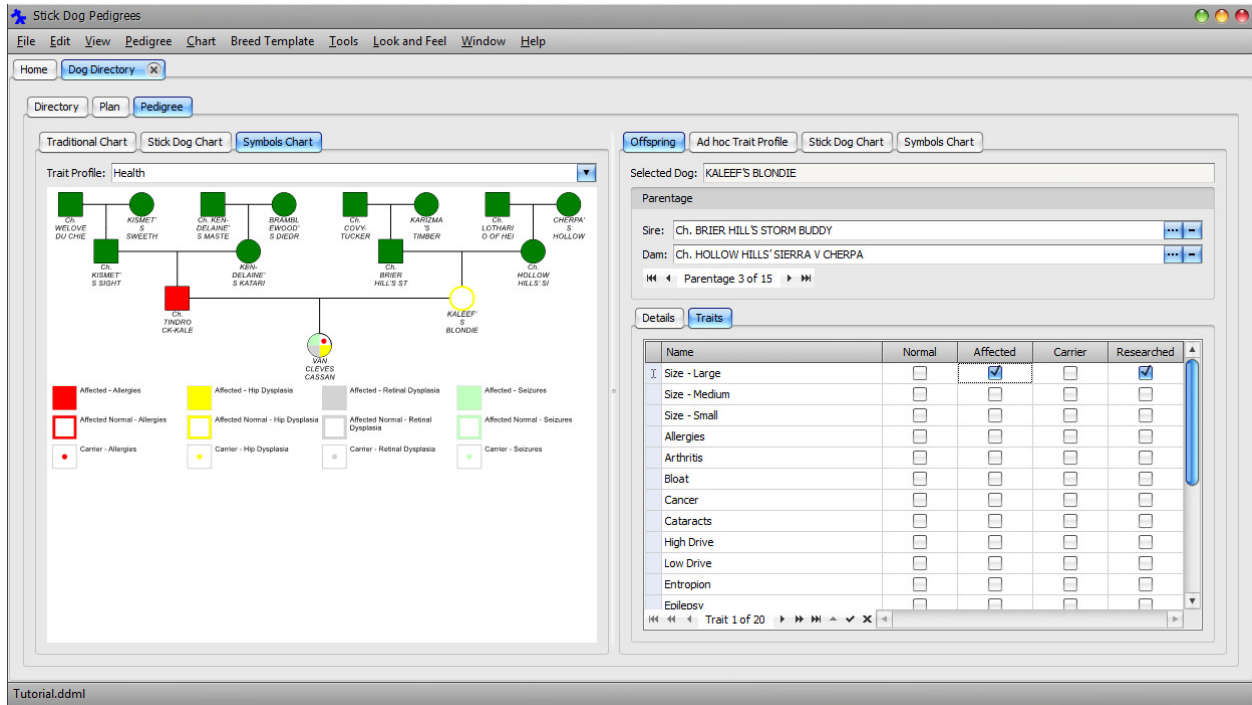 Stick Dog Pedigrees
File Edit View Pedigree Chart Breed Template Tools Look and Feel Window Help
Home Dog Directory
Directory Plan Pedigree
Traditional Chart Stick Dog Chart Symbols Chart
Trait Profile: Health
Ch. WELOVE DU CHIE
KISMET' S SWEETH
Ch. KEN- DELAINE' S MASTE
BRAMBL EWOOD' S DIEDR
Ch. COVY- TUCKER
KARIZMA 'S TIMBER
Ch. LOTHARI O OF HEI
CHERPA' S HOLLOW
Ch. KISMET' S SIGHT
KEN- DELAINE' S KATARI
Ch. BRIER HILL'S ST
Ch. HOLLOW HILLS' SI
Ch. TINDRO CK-KALE
KALEEF' S BLONDIE
VAN CLEVES CASSAN
Affected - Allergies
Affected - Hip Dysplasia
Affected - Retinal Dysplasia
Affected - Seizures
Affected Normal - Allergies
Affected Normal - Hip Dysplasia
Affected Normal - Retinal
Dysplasia
Affected Normal - Seizures
Carrier - Allergies
Carrier - Hip Dysplasia
Carrier - Retinal Dysplasia
Carrier - Seizures
Offspring Ad hoc Trait Profile Stick Dog Chart Symbols Chart
Selected Dog: KALEEF'S BLONDIE
Parentage
Sire: Ch. BRIER HILL'S STORM BUDDY
Dam: Ch. HOLLOW HILLS' SIERRA V CHERPA
Parentage 3 of 15
Details Traits
Name Normal Affected Carrier Researched
Size - Large
Size - Medium
Size - Small
Allergies
Arthritis
Bloat
Cancer
Cataracts
High Drive
Low Drive
Entropion
Epilepsy
Trait 1 of 20
Tutorial.ddml